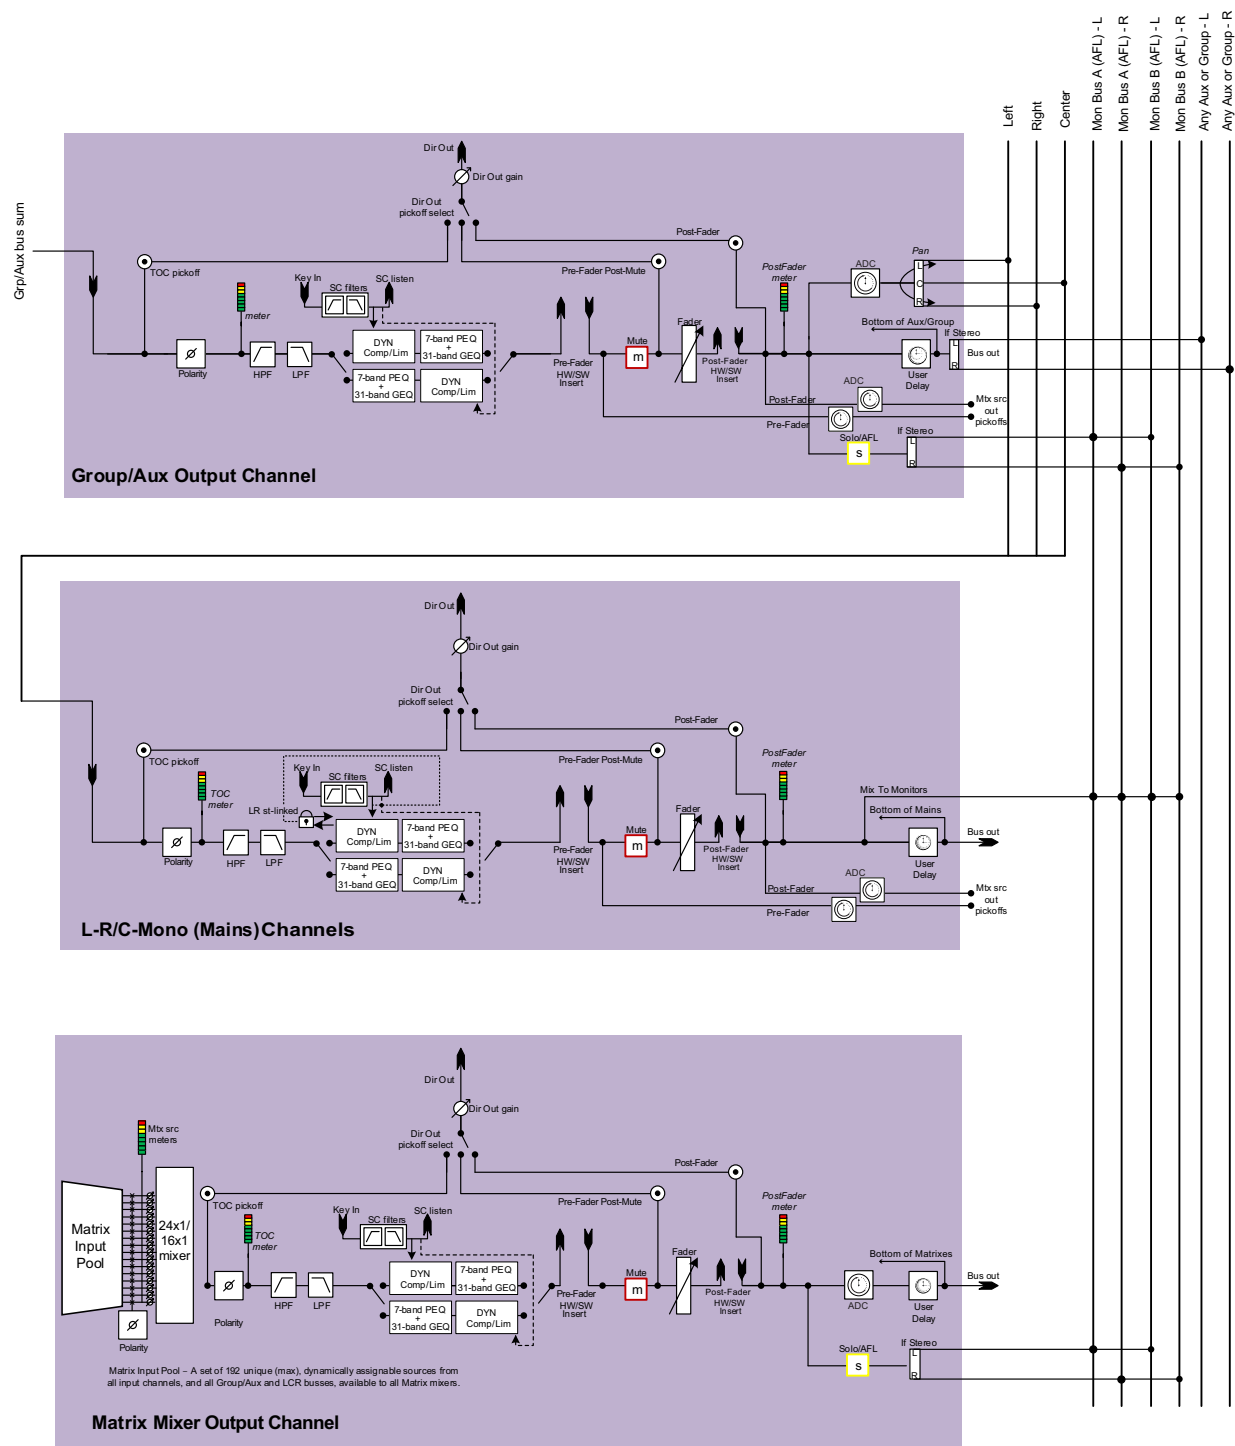 Left
Right
Center
Mon Bus A (AFL) - L
Mon Bus A (AFL) - R
Mon Bus B (AFL) - L
Mon Bus B (AFL) - R
Any Aux or Group - L
Any Aux or Group - R
Grp/Aux bus sum
Dir Out
Dir Out gain
Dir Out
pickoff select
Post-Fader
TOC pickoff
Pre-Fader Post-Mute
PostFader
meter
ADC
Pan
L
C
R
Key In
SC filters
SC listen
meter
Polarity
HPF
LPF
DYN
Comp/Lim
7-band PEQ
+
31-band GEQ
7-band PEQ
+
31-band GEQ
DYN
Comp/Lim
Pre-Fader
HW/SW
Insert
Mute
m
Fader
Post-Fader
HW/SW
Insert
Bottom of Aux/Group
If Stereo
L
R
Bus out
User
Delay
ADC
Post-Fader
Pre-Fader
Mtx src
out
pickoffs
Solo/AFL
s
If Stereo
L
R
Group/Aux Output Channel
Dir Out
Dir Out gain
Dir Out
pickoff select
Post-Fader
TOC pickoff
Pre-Fader Post-Mute
PostFader
meter
Key In
SC filters
SC listen
TOC
meter
LR st-linked
Polarity
HPF
LPF
DYN
Comp/Lim
7-band PEQ
+
31-band GEQ
7-band PEQ
+
31-band GEQ
DYN
Comp/Lim
Pre-Fader
HW/SW
Insert
Mute
m
Fader
Post-Fader
HW/SW
Insert
Mix To Monitors
Bottom of Mains
Bus out
User
Delay
ADC
Post-Fader
Pre-Fader
Mtx src
out
pickoffs
L-R/C-Mono (Mains) Channels
Dir Out
Dir Out gain
Dir Out
pickoff select
Mtx src
meters
Post-Fader
Matrix
Input
Pool
24x1/
16x1
mixer
TOC pickoff
Pre-Fader Post-Mute
PostFader
meter
Key In
SC filters
SC listen
TOC
meter
Polarity
HPF
LPF
DYN
Comp/Lim
7-band PEQ
+
31-band GEQ
7-band PEQ
+
31-band GEQ
DYN
Comp/Lim
Pre-Fader
HW/SW
Insert
Mute
m
Fader
Post-Fader
HW/SW
Insert
Bottom of Matrixes
Bus out
ADC
User
Delay
Polarity
Solo/AFL
s
If Stereo
L
R
Matrix Input Pool – A set of 192 unique (max), dynamically assignable sources from
all input channels, and all Group/Aux and LCR busses, available to all Matrix mixers.
Matrix Mixer Output Channel